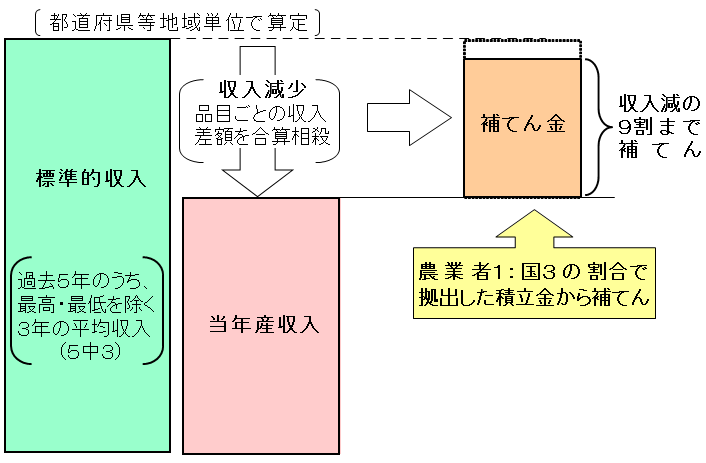 都道府県等地域単位で算定
収入減少
品目ごとの収入
差額を合算相殺
補てん金
収入減の
9割まで
補てん
標準的収入
過去5年のうち、
最高・最低を除く
3年の平均収入
(5中3)
当年産収入
農業者1:国3の割合で
拠出した積立金から補てん